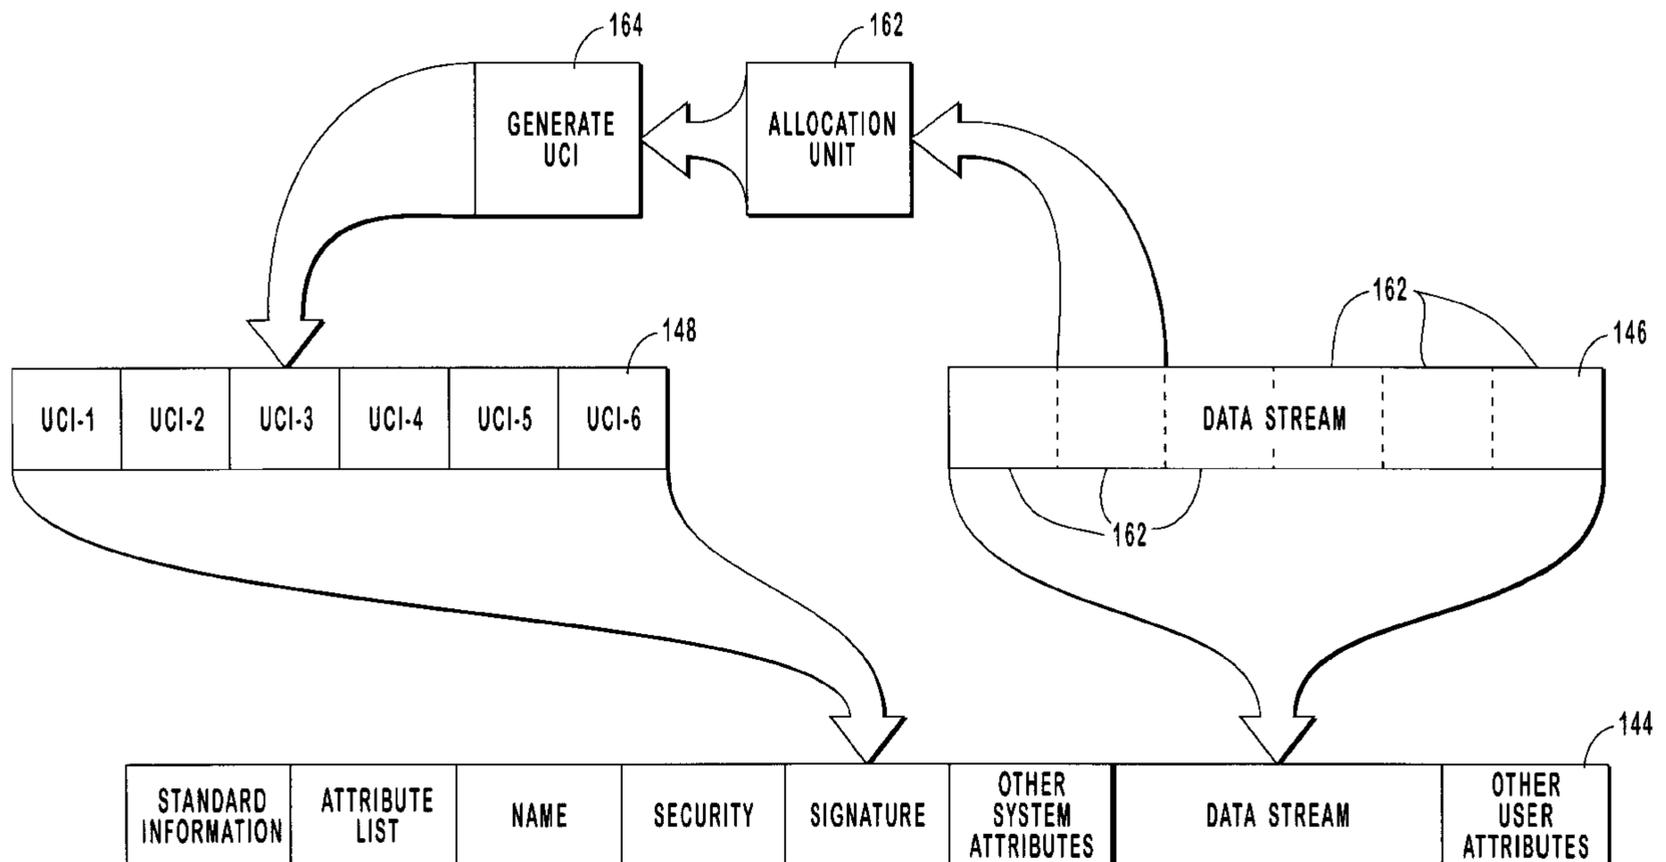 164
162
GENERATE
UCI
ALLOCATION
UNIT
162
148
146
UCI-1
UCI-2
UCI-3
UCI-4
UCI-5
UCI-6
DATA STREAM
162
144
STANDARD
INFORMATION
ATTRIBUTE
LIST
NAME
SECURITY
SIGNATURE
OTHER
SYSTEM
ATTRIBUTES
DATA STREAM
OTHER
USER
ATTRIBUTES